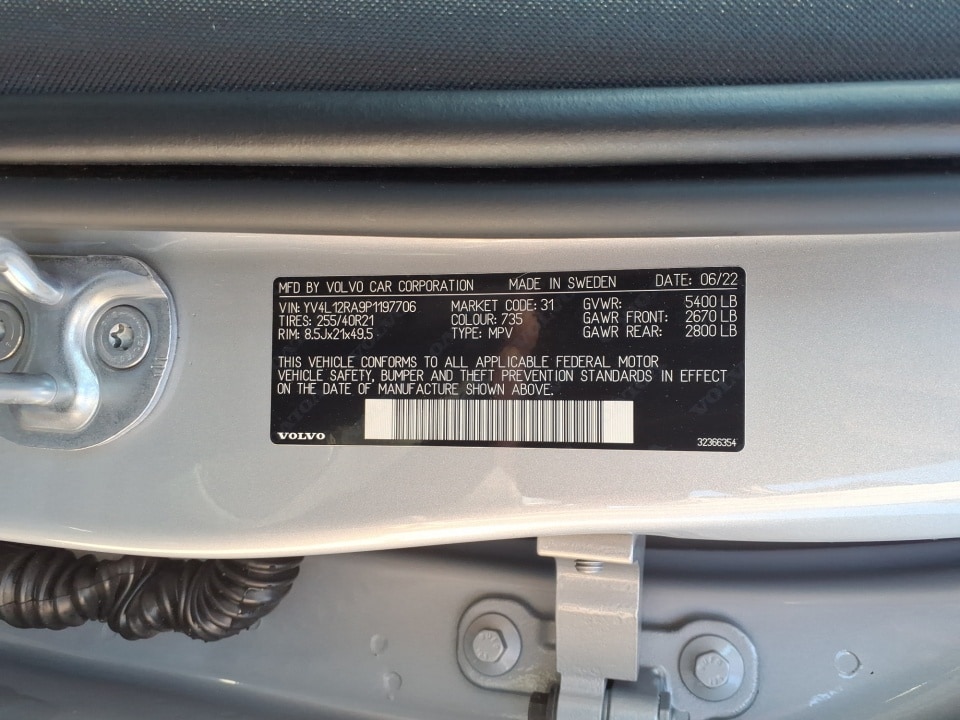 MFD BY VOLVO CAR CORPORATION MADE IN SWEDEN DATE: 06/22
VIN: YV4L12RA9P1197706 MARKET CODE: 31 GVWR: 5400 LB
TIRES: 255/40R21 COLOUR: 735 GAWR FRONT: 2670 LB
RIM: 8.5Jx21x49.5 TYPE: MPV GAWR REAR: 2800 LB
THIS VEHICLE CONFORMS TO ALL APPLICABLE FEDERAL MOTOR
VEHICLE SAFETY, BUMPER AND THEFT PREVENTION STANDARDS IN EFFECT
ON THE DATE OF MANUFACTURE SHOWN ABOVE.
VOLVO 32366354